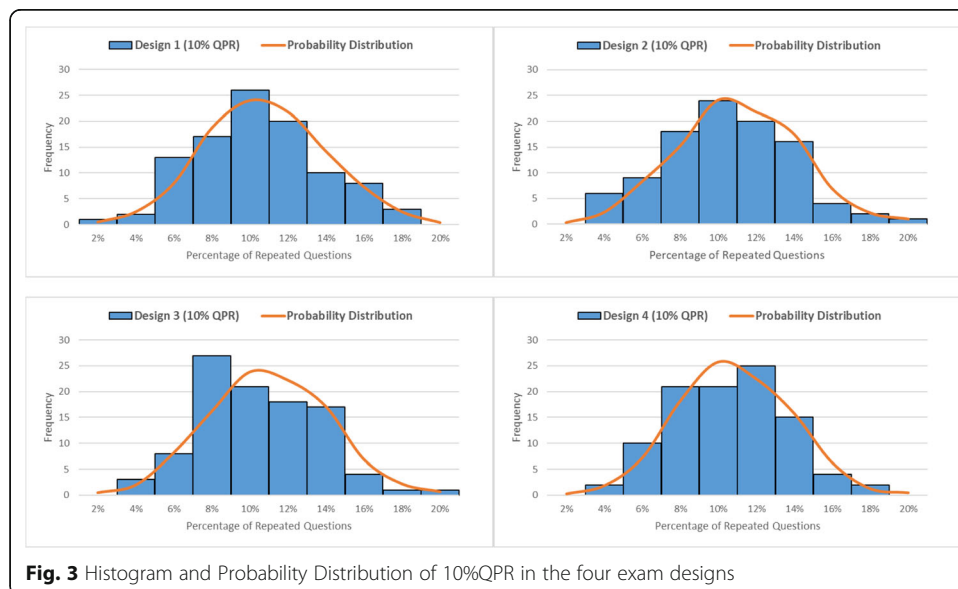 Design 1 (10% QPR) Probability Distribution
30
25
20
15
10
5
0
Frequency
2% 4% 6% 8% 10% 12% 14% 16% 18% 20%
Percentage of Repeated Questions
Design 2 (10% QPR) Probability Distribution
30
25
20
15
10
5
0
Frequency
2% 4% 6% 8% 10% 12% 14% 16% 18% 20%
Percentage of Repeated Questions
Design 3 (10% QPR) Probability Distribution
30
25
20
15
10
5
0
Frequency
2% 4% 6% 8% 10% 12% 14% 16% 18% 20%
Percentage of Repeated Questions
Design 4 (10% QPR) Probability Distribution
30
25
20
15
10
5
0
Frequency
2% 4% 6% 8% 10% 12% 14% 16% 18% 20%
Percentage of Repeated Questions
Fig. 3 Histogram and Probability Distribution of 10%QPR in the four exam designs